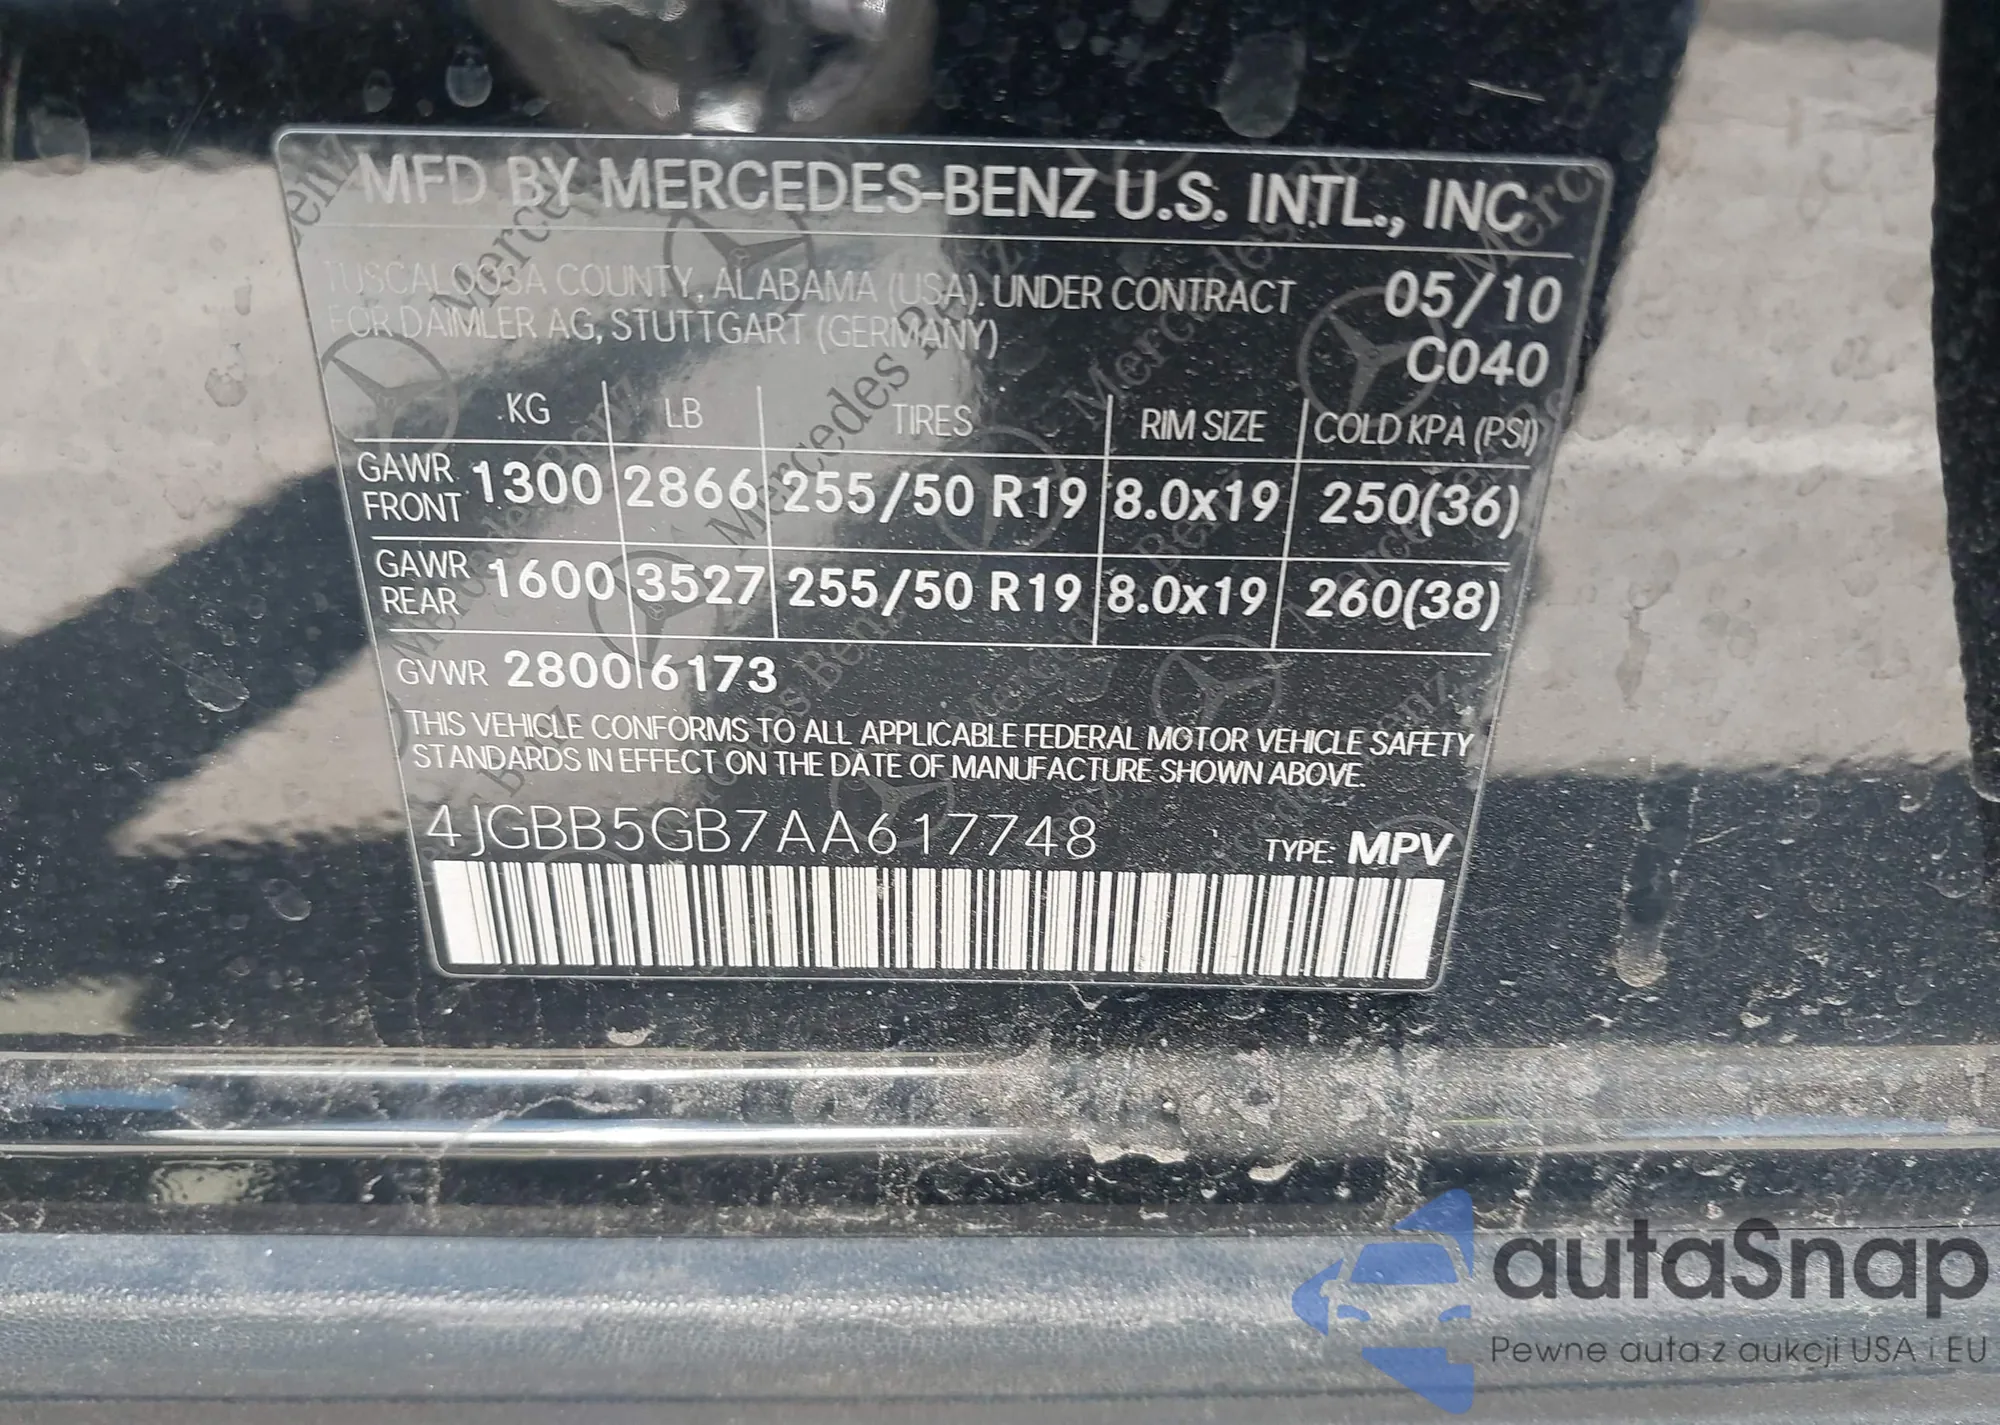 MFD BY MERCEDES-BENZ U.S. INTL., INC
TUSCALOOSA COUNTY, ALABAMA (USA). UNDER CONTRACT 05/10
FOR DAIMLER AG, STUTTGART (GERMANY)
C040
KG LB TIRES RIM SIZE COLD KPA (PSI)
GAWR FRONT 1300 2866 255/50 R19 8.0x19 250(36)
GAWR REAR 1600 3527 255/50 R19 8.0x19 260(38)
GVWR 2800 6173
THIS VEHICLE CONFORMS TO ALL APPLICABLE FEDERAL MOTOR VEHICLE SAFETY
STANDARDS IN EFFECT ON THE DATE OF MANUFACTURE SHOWN ABOVE.
4JGBB5GB7AA617748 TYPE: MPV
autaSnap
Pewne auta z aukcji USA i EU